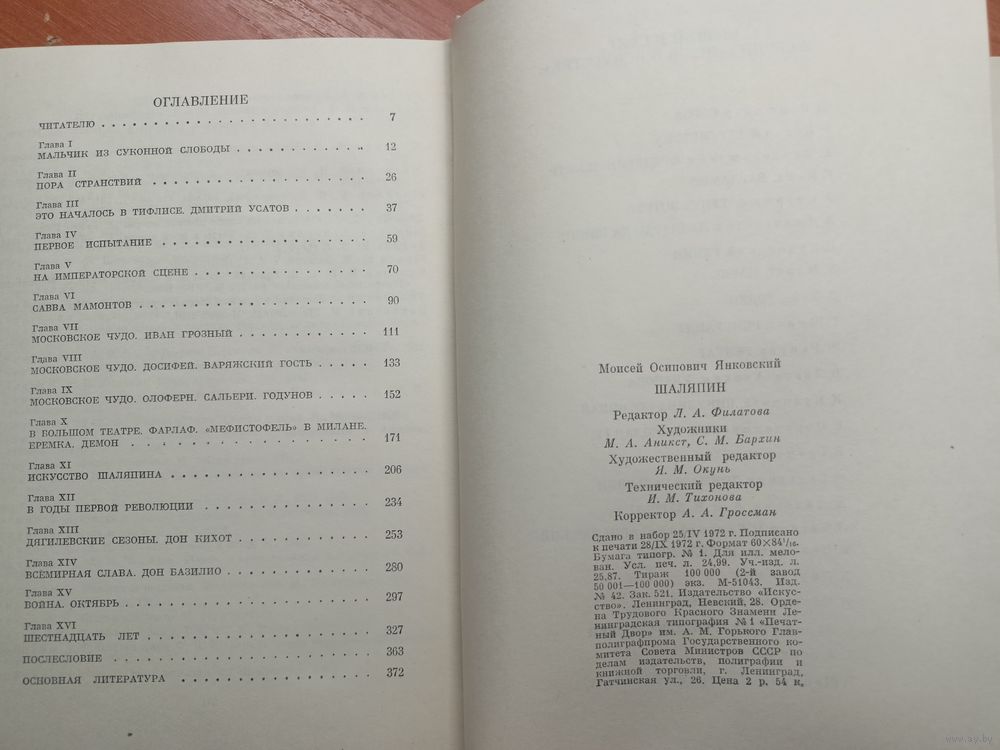 ОГЛАВЛЕНИЕ
ЧИТАТЕЛЮ . . . . . . . . . . . . . . . . . . . . . . . . 7
Глава I
МАЛЬЧИК ИЗ СУКОННОЙ СЛОБОДЫ . . . . . . . . . . . 12
Глава II
ПОРА СТРАНСТВИЙ . . . . . . . . . . . . . . . . . . . 26
Глава III
ЭТО НАЧАЛОСЬ В ТИФЛИСЕ. ДМИТРИЙ УСАТОВ . . . . . . . 37
Глава IV
ПЕРВОЕ ИСПЫТАНИЕ . . . . . . . . . . . . . . . . . . 59
Глава V
НА ИМПЕРАТОРСКОЙ СЦЕНЕ . . . . . . . . . . . . . . . 70
Глава VI
САВВА МАМОНТОВ . . . . . . . . . . . . . . . . . . . 90
Глава VII
МОСКОВСКОЕ ЧУДО. ИВАН ГРОЗНЫЙ . . . . . . . . . . . . 111
Глава VIII
МОСКОВСКОЕ ЧУДО. ДОСИФЕЙ. ВАРЯЖСКИЙ ГОСТЬ . . . . . 133
Глава IX
МОСКОВСКОЕ ЧУДО. ОЛОФЕРН. САЛЬЕРИ. ГОДУНОВ . . . . . 152
Глава X
В БОЛЬШОМ ТЕАТРЕ. ФАРЛАФ. «МЕФИСТОФЕЛЬ» В МИЛАНЕ.
ЕРЕМКА. ДЕМОН . . . . . . . . . . . . . . . . 171
Глава XI
ИСКУССТВО ШАЛЯПИНА . . . . . . . . . . . . . . . . . 206
Глава XII
В ГОДЫ ПЕРВОЙ РЕВОЛЮЦИИ . . . . . . . . . . . . . . 234
Глава XIII
ДЯГИЛЕВСКИЕ СЕЗОНЫ. ДОН КИХОТ . . . . . . . . . . . 253
Глава XIV
ВСЕМИРНАЯ СЛАВА. ДОН БАЗИЛИО . . . . . . . . . . . . 280
Глава XV
ВОЙНА. ОКТЯБРЬ . . . . . . . . . . . . . . . . . . . 297
Глава XVI
ШЕСТНАДЦАТЬ ЛЕТ . . . . . . . . . . . . . . . . . . . 327
ПОСЛЕСЛОВИЕ . . . . . . . . . . . . . . . . . . . . . 363
ОСНОВНАЯ ЛИТЕРАТУРА . . . . . . . . . . . . . . . . . 372
Моисей Осипович Янковский
ШАЛЯПИН
Редактор Л. А. Филатова
Художники
М. А. Аникст, С. М. Бархин
Художественный редактор
Я. М. Окунь
Технический редактор
И. М. Тихонова
Корректор А. А. Гроссман
Сдано в набор 25/IV 1972 г. Подписано
к печати 28/IX 1972 г. Формат 60×84¹/₁₆.
Бумага типогр. № 1. Для илл. мело-
ван. Усл. печ. л. 24,99. Уч.-изд. л.
25,87. Тираж 100 000 (2-й завод
50 001—100 000) экз. М-51043. Изд.
№ 42. Зак. 521. Издательство «Искус-
ство». Ленинград, Невский, 28. Орде-
на Трудового Красного Знамени Ле-
нинградская типография № 1 «Печат-
ный Двор» им. А. М. Горького Глав-
полиграфпрома Государственного ко-
митета Совета Министров СССР по
делам издательств, полиграфии и
книжной торговли, г. Ленинград,
Гатчинская ул., 26. Цена 2 р. 54 к.
www.ay.by